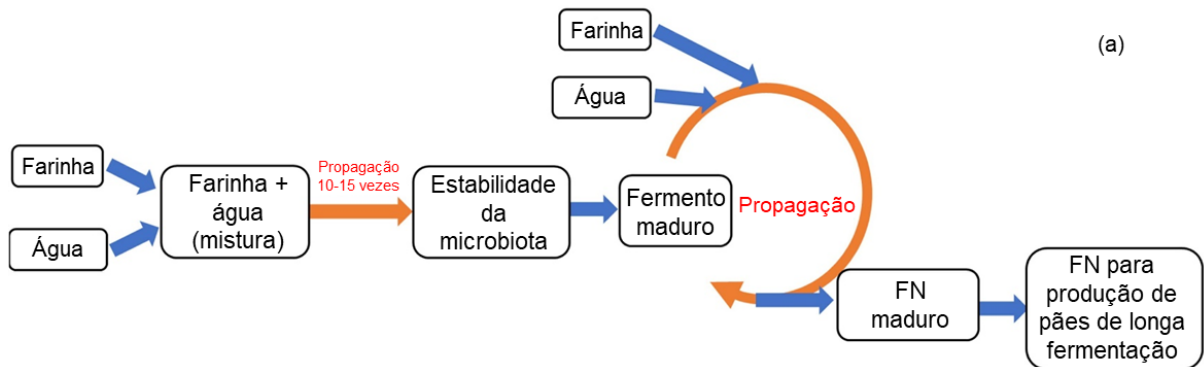 Farinha
Água
(a)
Farinha
Água
Farinha +
água
(mistura)
Propagação
10-15 vezes
Estabilidade
da
microbiota
Fermento
maduro
Propagação
FN
maduro
FN para
produção de
pães de longa
fermentação